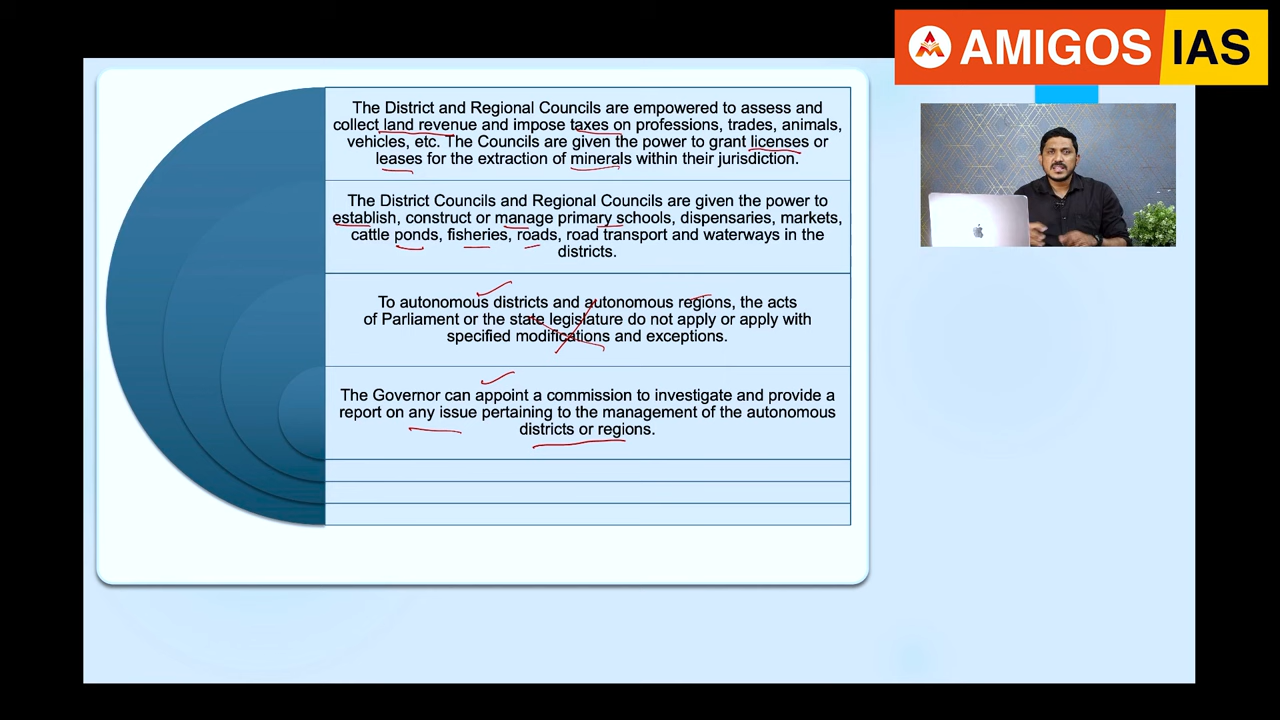 AMIGOS IAS
The District and Regional Councils are empowered to assess and
collect land revenue and impose taxes on professions, trades, animals,
vehicles, etc. The Councils are given the power to grant licenses or
leases for the extraction of minerals within their jurisdiction.
The District Councils and Regional Councils are given the power to
establish, construct or manage primary schools, dispensaries, markets,
cattle ponds, fisheries, roads, road transport and waterways in the
districts.
To autonomous districts and autonomous regions, the acts
of Parliament or the state legislature do not apply or apply with
specified modifications and exceptions.
The Governor can appoint a commission to investigate and provide a
report on any issue pertaining to the management of the autonomous
districts or regions.